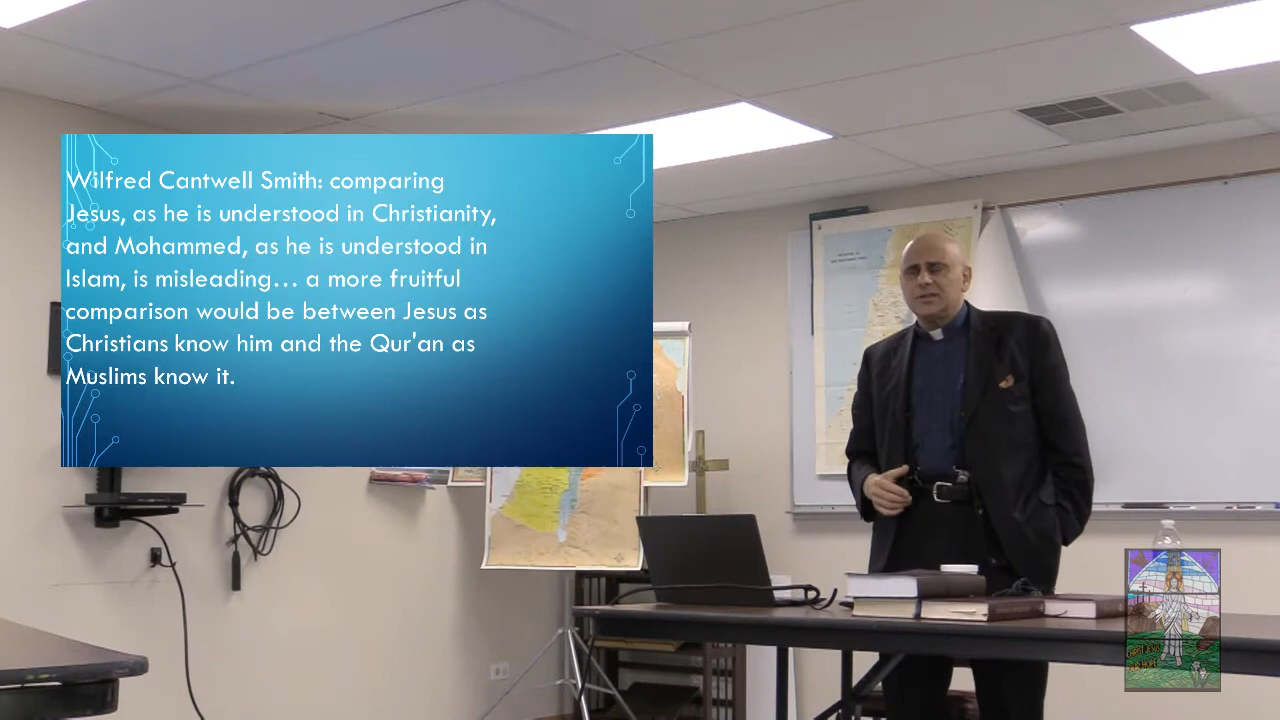 Wilfred Cantwell Smith: comparing
Jesus, as he is understood in Christianity,
and Mohammed, as he is understood in
Islam, is misleading… a more fruitful
comparison would be between Jesus as
Christians know him and the Qur'an as
Muslims know it.
CHRIST JESUS